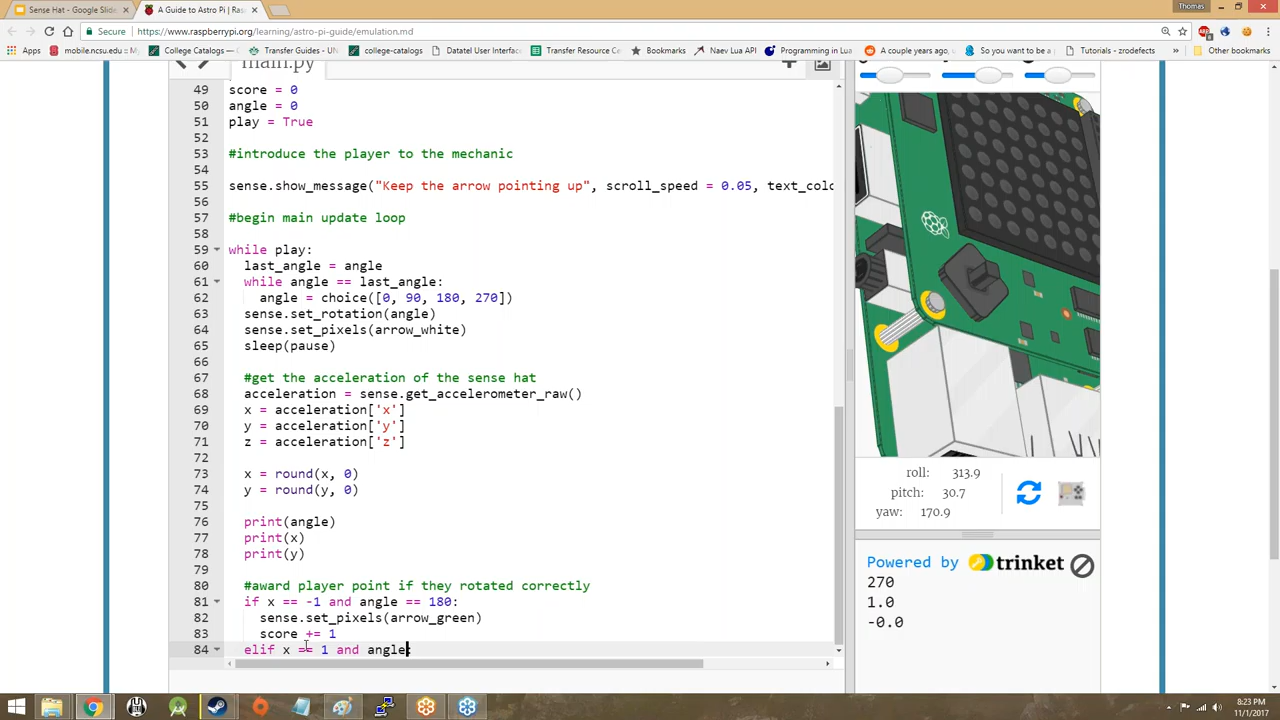 Sense Hat - Google Slide
A Guide to Astro Pi | Ras
Thomas
Secure
https://www.raspberrypi.org/learning/astro-pi-guide/emulation.md
Apps
mobile.ncsu.edu = m
College Catalogs
Transfer Guides - UN
college-catalogs
Datatel User Interface
Transfer Resource Ce
Bookmarks
Naev Lua API
Programming in Lua
A couple years ago, u
So you want to be a
Tutorials - zrodefects
Other bookmarks
main.py
49 score = 0
50 angle = 0
51 play = True
52
53 #introduce the player to the mechanic
54
55 sense.show_message("Keep the arrow pointing up", scroll_speed = 0.05, text_colo
56
57 #begin main update loop
58
59 while play:
60 last_angle = angle
61 while angle == last_angle:
62 angle = choice([0, 90, 180, 270])
63 sense.set_rotation(angle)
64 sense.set_pixels(arrow_white)
65 sleep(pause)
66
67 #get the acceleration of the sense hat
68 acceleration = sense.get_accelerometer_raw()
69 x = acceleration['x']
70 y = acceleration['y']
71 z = acceleration['z']
72
73 x = round(x, 0)
74 y = round(y, 0)
75
76 print(angle)
77 print(x)
78 print(y)
79
80 #award player point if they rotated correctly
81 if x == -1 and angle == 180:
82 sense.set_pixels(arrow_green)
83 score += 1
84 elif x == 1 and angle:
roll: 313.9
pitch: 30.7
yaw: 170.9
Powered by trinket
270
1.0
-0.0
8:23 PM
11/1/2017